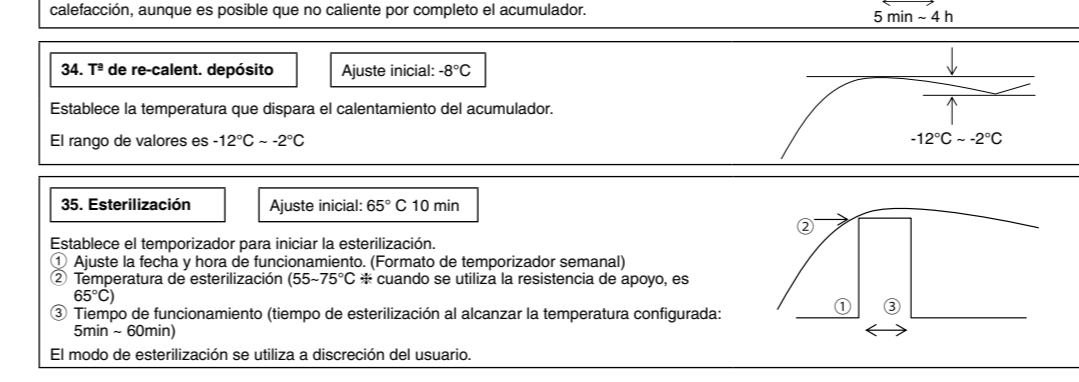 calefacción, aunque es posible que no caliente por completo el acumulador.
5 min ~ 4 h
34. Tª de re-calent. depósito
Ajuste inicial: -8°C
Establece la temperatura que dispara el calentamiento del acumulador.
El rango de valores es -12°C ~ -2°C
-12°C ~ -2°C
35. Esterilización
Ajuste inicial: 65° C 10 min
Establece el temporizador para iniciar la esterilización.
① Ajuste la fecha y hora de funcionamiento. (Formato de temporizador semanal)
② Temperatura de esterilización (55~75°C ❉ cuando se utiliza la resistencia de apoyo, es
65°C)
③ Tiempo de funcionamiento (tiempo de esterilización al alcanzar la temperatura configurada:
5min ~ 60min)
El modo de esterilización se utiliza a discreción del usuario.
②
①
③